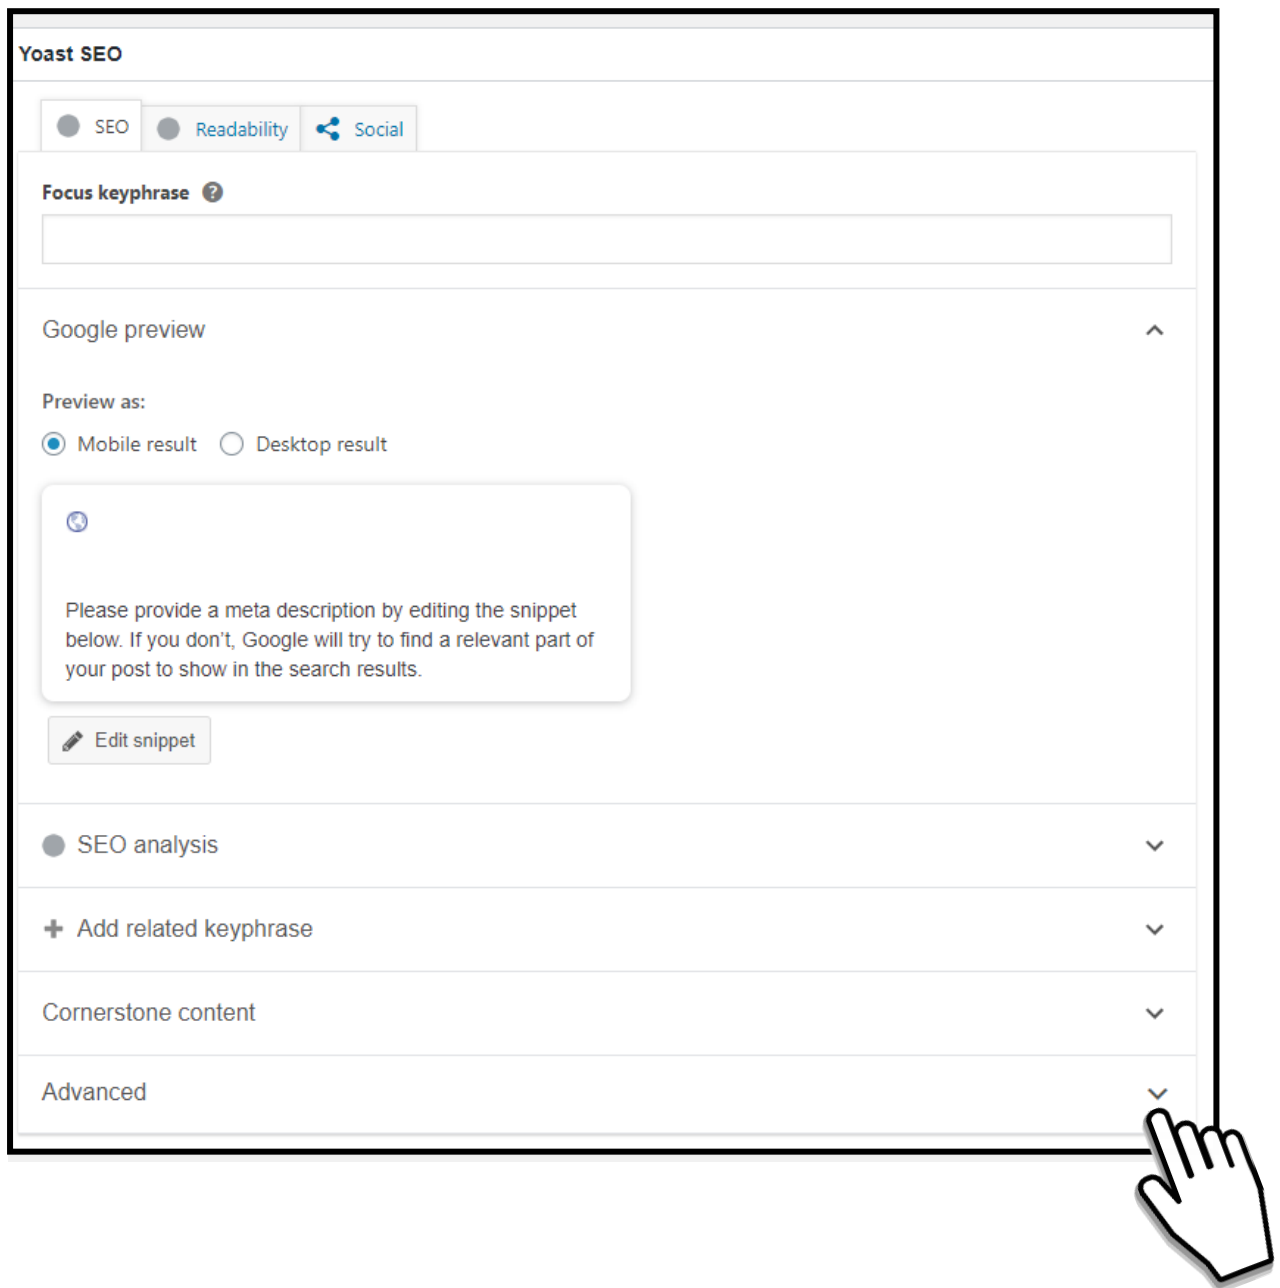 Yoast SEO
SEO Readability Social
Focus keyphrase ?
Google preview
Preview as:
Mobile result Desktop result
Please provide a meta description by editing the snippet
below. If you don't, Google will try to find a relevant part of
your post to show in the search results.
Edit snippet
SEO analysis
Add related keyphrase
Cornerstone content
Advanced